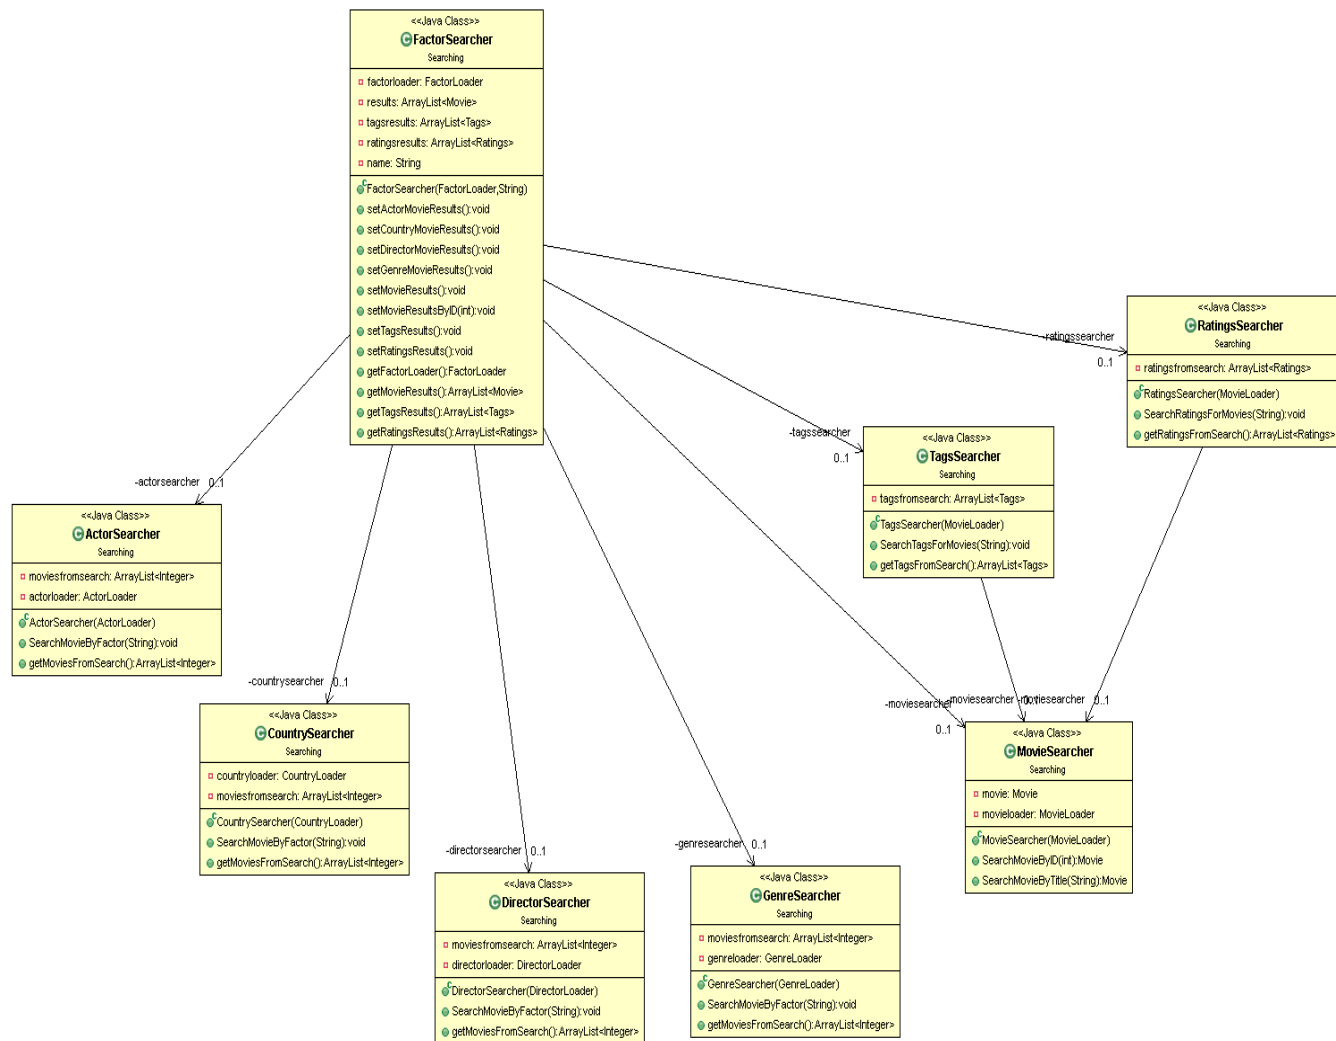 <<Java Class>>
FactorSearcher
Searching
factorloader: FactorLoader
results: ArrayList<Movie>
tagsresults: ArrayList<Tags>
ratingsresults: ArrayList<Ratings>
name: String
FactorSearcher(FactorLoader,String)
setActorMovieResults():void
setCountryMovieResults():void
setDirectorMovieResults():void
setGenreMovieResults():void
setMovieResults():void
setMovieResultsByID(int):void
setTagsResults():void
setRatingsResults():void
getFactorLoader():FactorLoader
getMovieResults():ArrayList<Movie>
getTagsResults():ArrayList<Tags>
getRatingsResults():ArrayList<Ratings>
-ratingssearcher
0..1
<<Java Class>>
RatingsSearcher
Searching
ratingsfromsearch: ArrayList<Ratings>
RatingsSearcher(MovieLoader)
SearchRatingsForMovies(String):void
getRatingsFromSearch():ArrayList<Ratings>
-tagssearcher
0..1
<<Java Class>>
TagsSearcher
Searching
tagsfromsearch: ArrayList<Tags>
TagsSearcher(MovieLoader)
SearchTagsForMovies(String):void
getTagsFromSearch():ArrayList<Tags>
-actorsearcher 0..1
<<Java Class>>
ActorSearcher
Searching
moviesfromsearch: ArrayList<Integer>
actorloader: ActorLoader
ActorSearcher(ActorLoader)
SearchMovieByFactor(String):void
getMoviesFromSearch():ArrayList<Integer>
-countrysearcher 0..1
<<Java Class>>
CountrySearcher
Searching
countryloader: CountryLoader
moviesfromsearch: ArrayList<Integer>
CountrySearcher(CountryLoader)
SearchMovieByFactor(String):void
getMoviesFromSearch():ArrayList<Integer>
-moviesearcher
0..1
-moviesearcher 0..1
-moviesearcher 0..1
<<Java Class>>
MovieSearcher
Searching
movie: Movie
movieloader: MovieLoader
MovieSearcher(MovieLoader)
SearchMovieByID(int):Movie
SearchMovieByTitle(String):Movie
-directorsearcher 0..1
<<Java Class>>
DirectorSearcher
Searching
moviesfromsearch: ArrayList<Integer>
directorloader: DirectorLoader
DirectorSearcher(DirectorLoader)
SearchMovieByFactor(String):void
getMoviesFromSearch():ArrayList<Integer>
-genresearcher 0..1
<<Java Class>>
GenreSearcher
Searching
moviesfromsearch: ArrayList<Integer>
genreloader: GenreLoader
GenreSearcher(GenreLoader)
SearchMovieByFactor(String):void
getMoviesFromSearch():ArrayList<Integer>